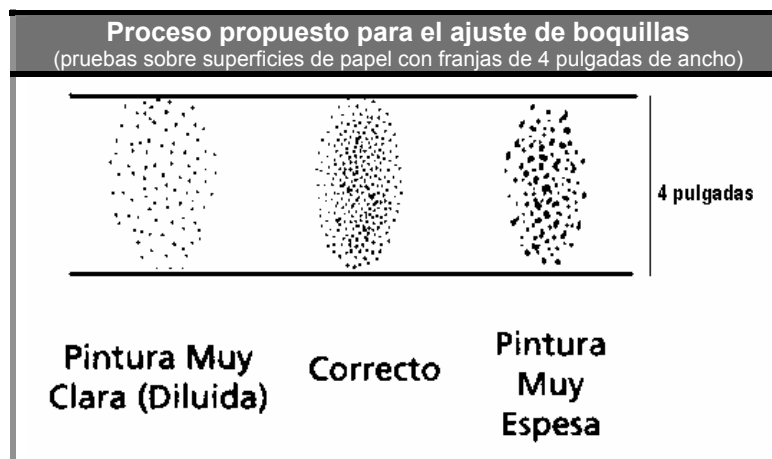 Proceso propuesto para el ajuste de boquillas
(pruebas sobre superficies de papel con franjas de 4 pulgadas de ancho)
4 pulgadas
Pintura Muy
Clara (Diluida)
Correcto
Pintura
Muy
Espesa